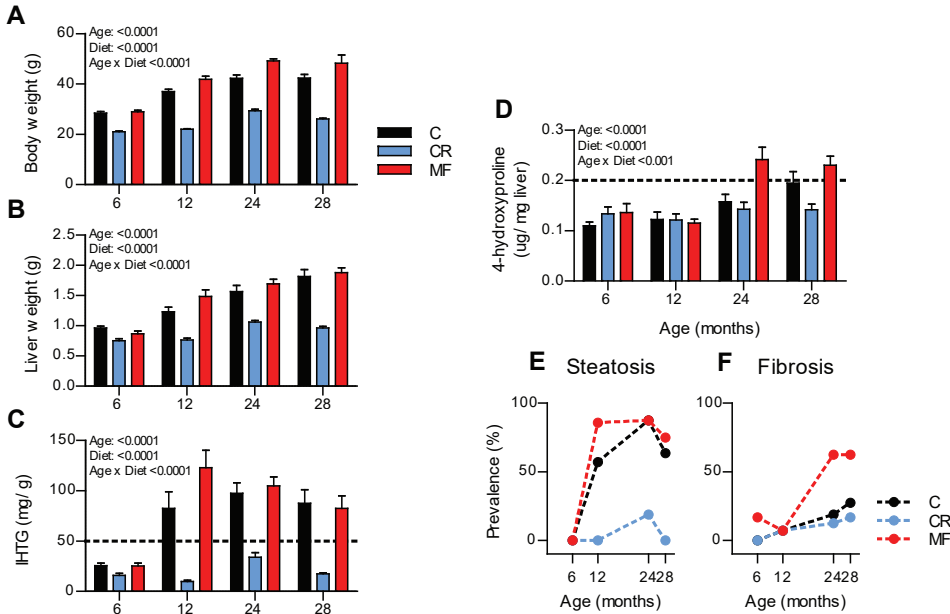 A
Body weight (g)
60
40
20
0
Age: <0.0001
Diet: <0.0001
Age x Diet <0.0001
6 12 24 28
C
CR
MF
B
Liver weight (g)
2.5
2.0
1.5
1.0
0.5
0.0
Age: <0.0001
Diet: <0.0001
Age x Diet <0.0001
6 12 24 28
C
IHTG (mg/ g)
150
100
50
0
Age: <0.0001
Diet: <0.0001
Age x Diet <0.0001
6 12 24 28
D
4-hydroxyproline
(ug/ mg liver)
0.3
0.2
0.1
0.0
Age: <0.0001
Diet: <0.0001
Age x Diet <0.001
6 12 24 28
Age (months)
E Steatosis
Prevalence (%)
100
50
0
6 12 24 28
Age (months)
F Fibrosis
100
50
0
6 12 24 28
Age (months)
C
CR
MF